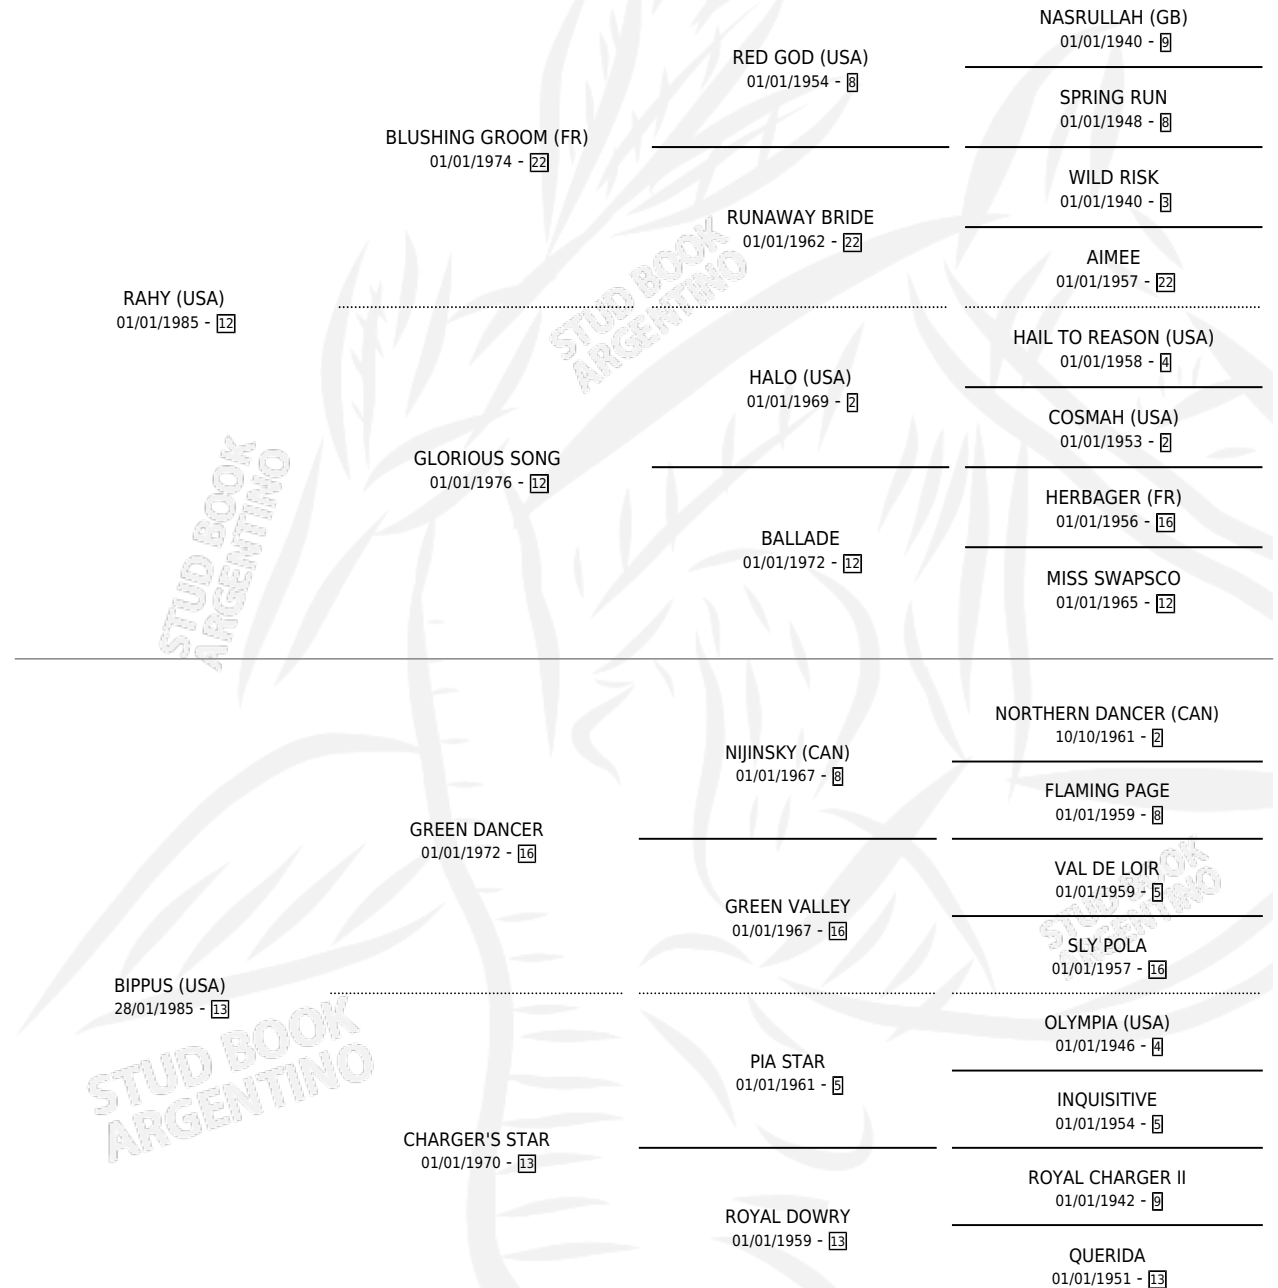 NASRULLAH (GB)
01/01/1940 - 9
RED GOD (USA)
01/01/1954 - 8
SPRING RUN
01/01/1948 - 8
BLUSHING GROOM (FR)
01/01/1974 - 22
WILD RISK
01/01/1940 - 3
RUNAWAY BRIDE
01/01/1962 - 22
AIMEE
01/01/1957 - 22
RAHY (USA)
01/01/1985 - 12
STUD BOOK
ARGENTINO
HAIL TO REASON (USA)
01/01/1958 - 4
HALO (USA)
01/01/1969 - 2
COSMAH (USA)
01/01/1953 - 2
GLORIOUS SONG
01/01/1976 - 12
HERBAGER (FR)
01/01/1956 - 16
BALLADE
01/01/1972 - 12
MISS SWAPSCO
01/01/1965 - 12
STUD BOOK
ARGENTINO
NORTHERN DANCER (CAN)
10/10/1961 - 2
NIJINSKY (CAN)
01/01/1967 - 8
FLAMING PAGE
01/01/1959 - 8
GREEN DANCER
01/01/1972 - 16
VAL DE LOIR
01/01/1959 - 5
GREEN VALLEY
01/01/1967 - 16
SLY POLA
01/01/1957 - 16
STUD BOOK
ARGENTINO
BIPPUS (USA)
28/01/1985 - 13
OLYMPIA (USA)
01/01/1946 - 4
PIA STAR
01/01/1961 - 5
INQUISITIVE
01/01/1954 - 5
STUD BOOK
ARGENTINO
CHARGER'S STAR
01/01/1970 - 13
ROYAL CHARGER II
01/01/1942 - 9
ROYAL DOWRY
01/01/1959 - 13
QUERIDA
01/01/1951 - 13